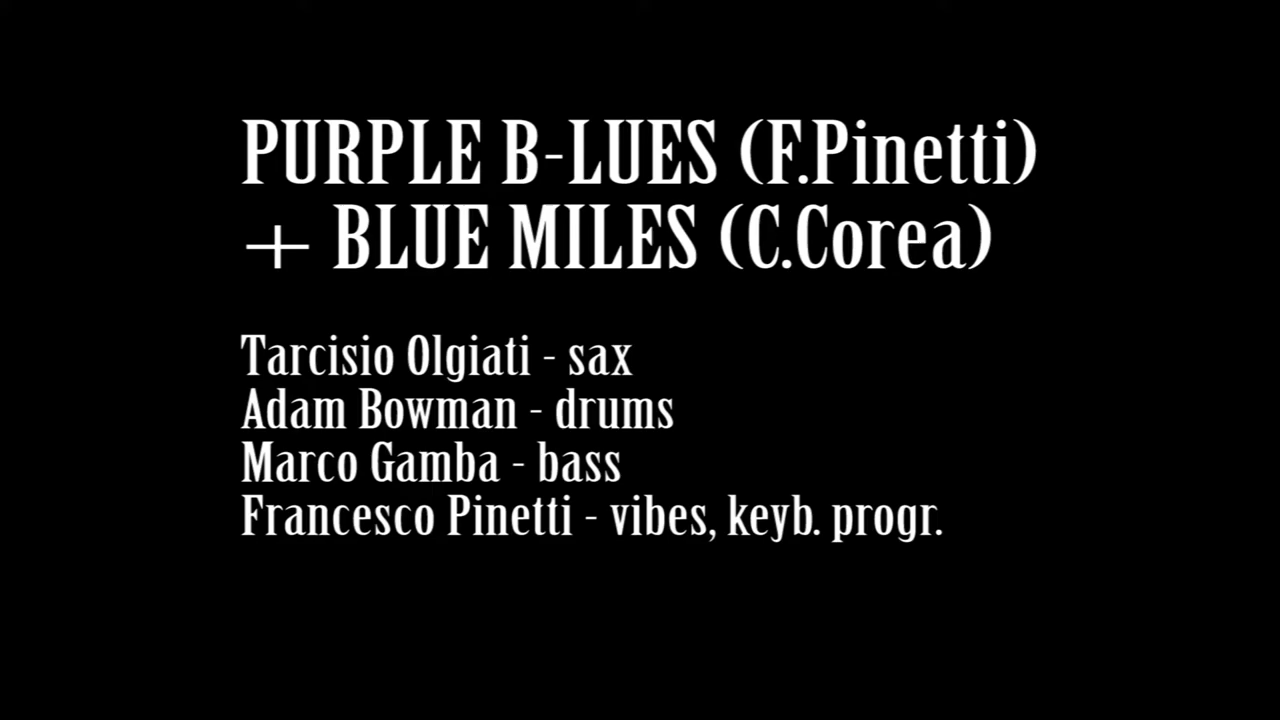 PURPLE B-LUES (F.Pinetti)
+ BLUE MILES (C.Corea)
Tarcisio Olgiati - sax
Adam Bowman - drums
Marco Gamba - bass
Francesco Pinetti - vibes, keyb. progr.